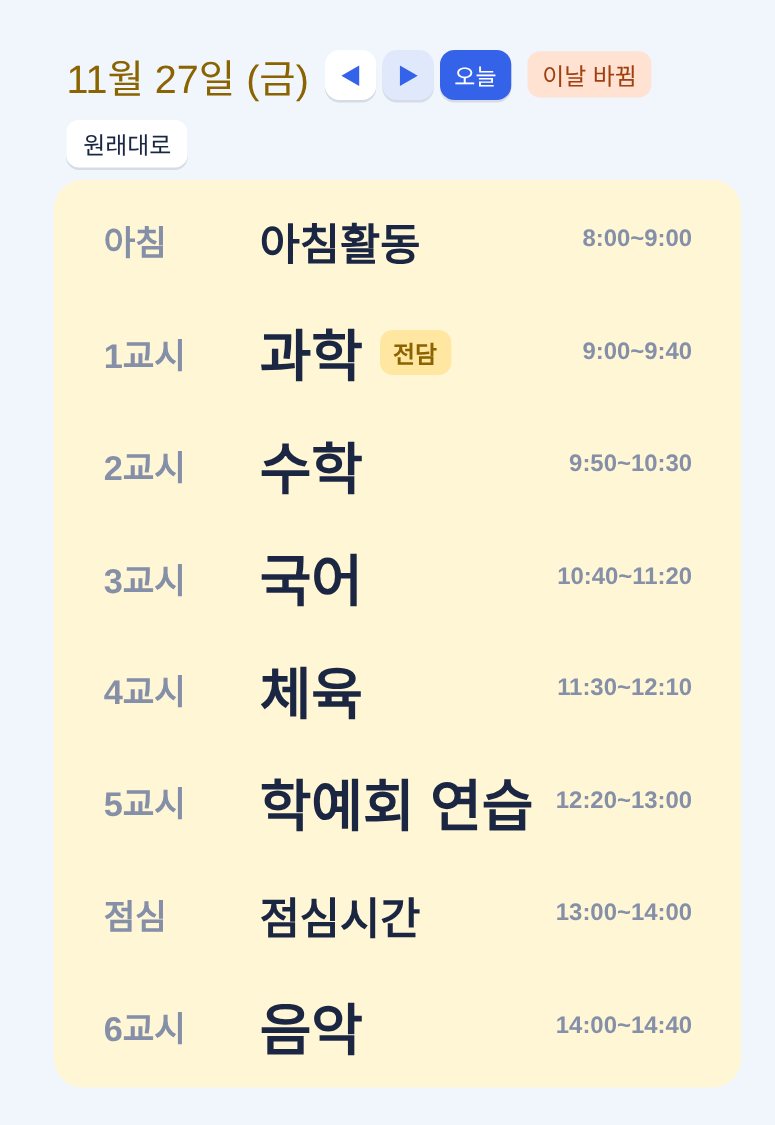 11월 27일 (금) ◀ ▶ 오늘 이날 바뀜
원래대로
아침 아침활동 8:00~9:00
1교시 과학 전담 9:00~9:40
2교시 수학 9:50~10:30
3교시 국어 10:40~11:20
4교시 체육 11:30~12:10
5교시 학예회 연습 12:20~13:00
점심 점심시간 13:00~14:00
6교시 음악 14:00~14:40